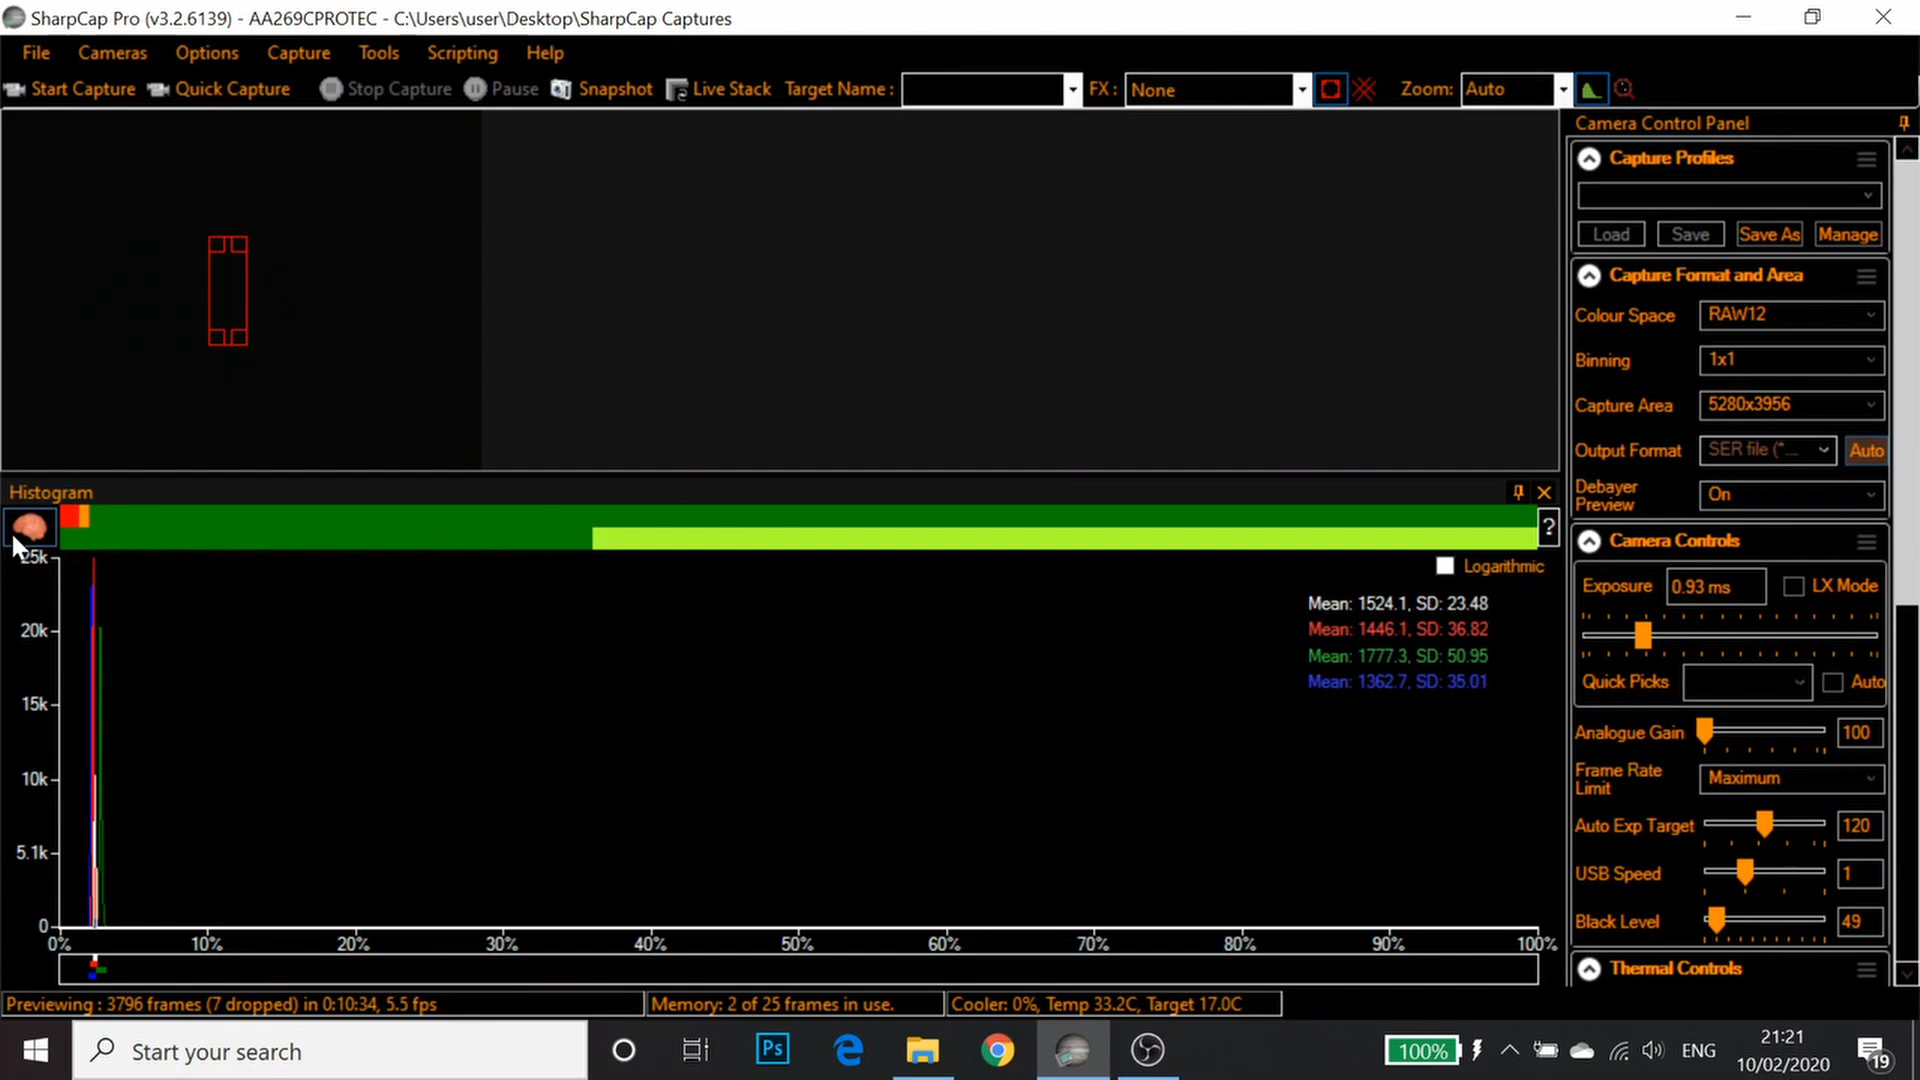 SharpCap Pro (v3.2.6139) - AA269CPROTEC - C:\Users\user\Desktop\SharpCap Captures
File Cameras Options Capture Tools Scripting Help
Start Capture Quick Capture Stop Capture Pause Snapshot Live Stack Target Name : FX : None Zoom: Auto
Camera Control Panel
Capture Profiles
Load Save Save As Manage
Capture Format and Area
Colour Space RAW12
Binning 1x1
Capture Area 5280x3956
Output Format SER file (*.... Auto
Debayer Preview On
Camera Controls
Exposure 0.93 ms LX Mode
Quick Picks Auto
Analogue Gain 100
Frame Rate Limit Maximum
Auto Exp Target 120
USB Speed 1
Black Level 49
Thermal Controls
Histogram
?
Logarithmic
Mean: 1524.1, SD: 23.48
Mean: 1446.1, SD: 36.82
Mean: 1777.3, SD: 50.95
Mean: 1362.7, SD: 35.01
25k
20k
15k
10k
5.1k
0
0% 10% 20% 30% 40% 50% 60% 70% 80% 90% 100%
Previewing : 3796 frames (7 dropped) in 0:10:34, 5.5 fps Memory: 2 of 25 frames in use. Cooler: 0%, Temp 33.2C, Target 17.0C
Start your search Ps 100% ENG 21:21
10/02/2020 19